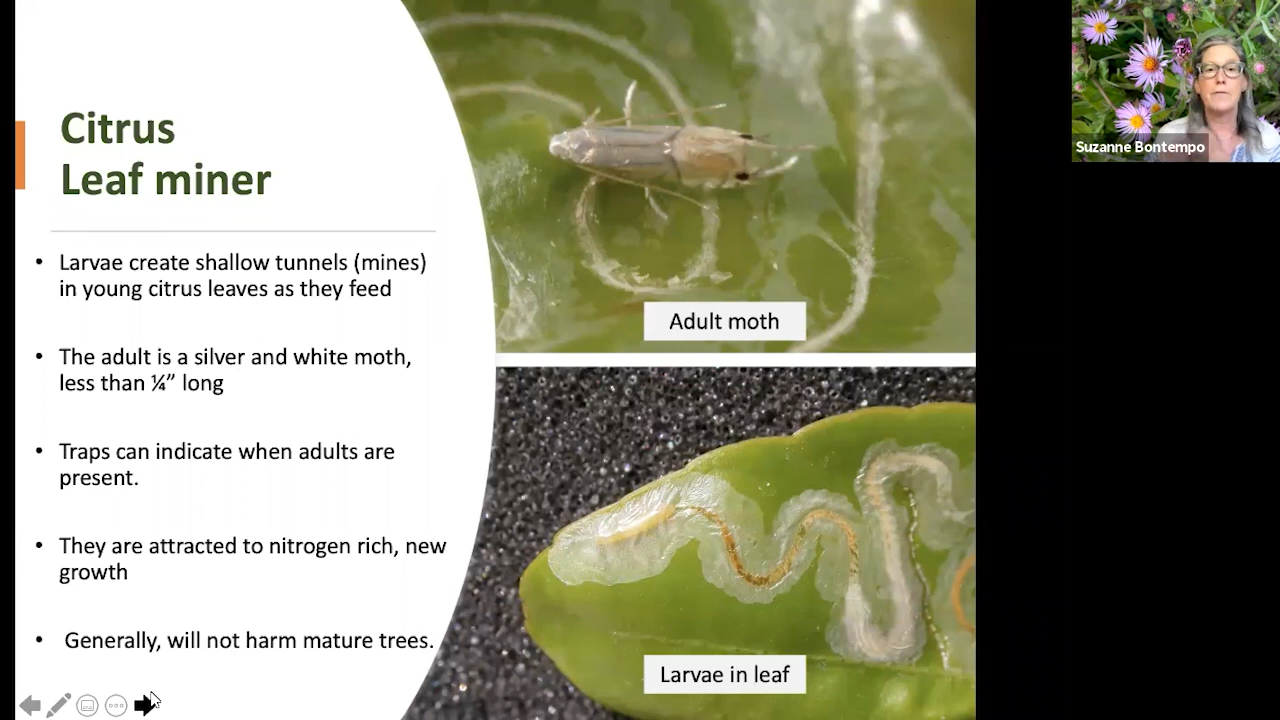 Citrus
Leaf miner
• Larvae create shallow tunnels (mines)
in young citrus leaves as they feed
• The adult is a silver and white moth,
less than ¼” long
• Traps can indicate when adults are
present.
• They are attracted to nitrogen rich, new
growth
• Generally, will not harm mature trees.
Adult moth
Larvae in leaf
Suzanne Bontempo